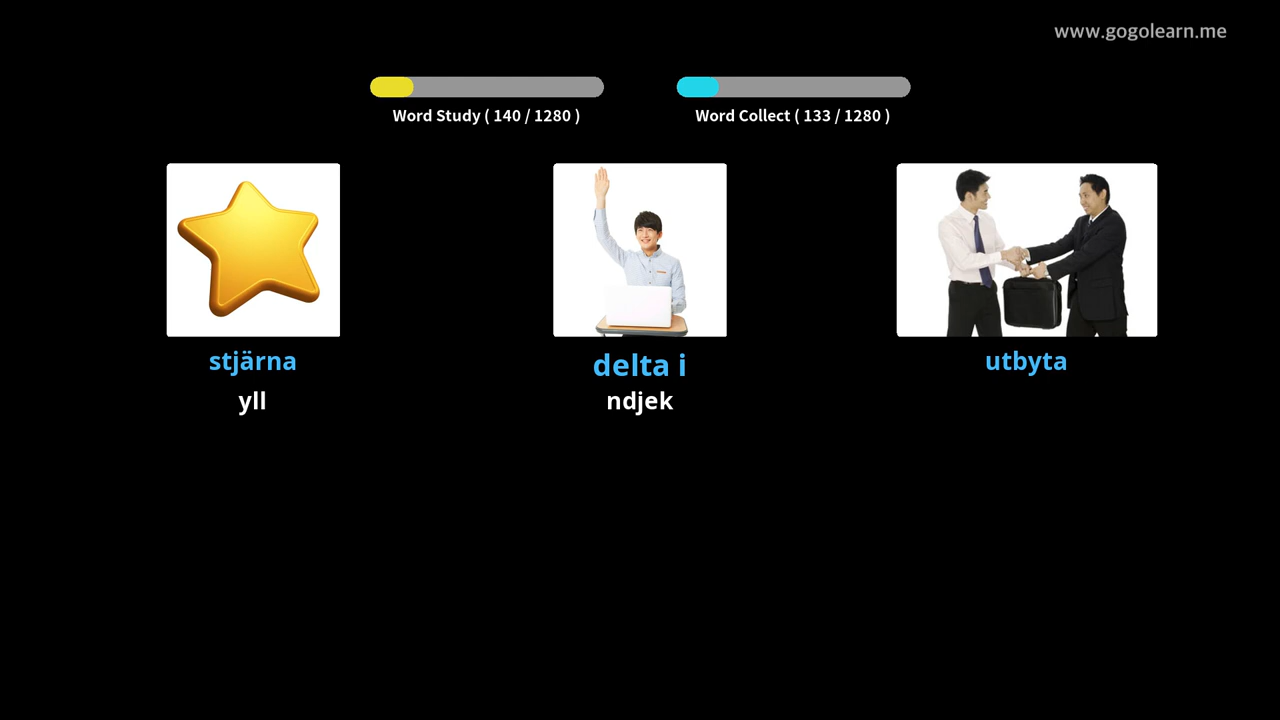 www.gogolearn.me
Word Study ( 140 / 1280 )
Word Collect ( 133 / 1280 )
stjärna
delta i
utbyta
yll
ndjek